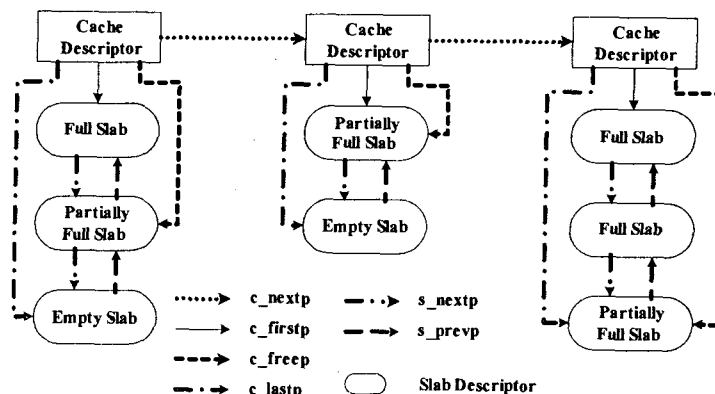 Cache
Descriptor
Cache
Descriptor
Cache
Descriptor
Full Slab
Partially
Full Slab
Empty Slab
Partially
Full Slab
Empty Slab
Full Slab
Full Slab
Partially
Full Slab
c_nextp
c_firstp
c_freep
c_lastp
s_nextp
s_prevp
Slab Descriptor